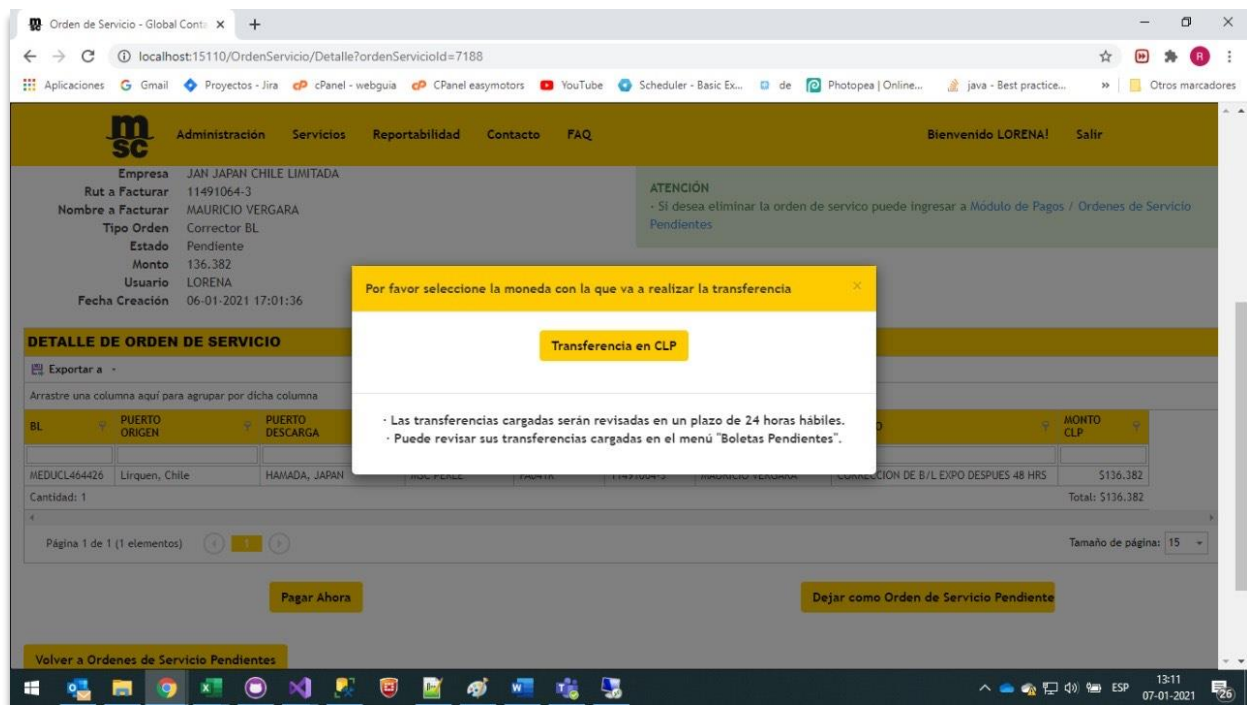 Orden de Servicio - Global Conta
localhost:15110/OrdenServicio/Detalle?ordenServicioId=7188
R
Aplicaciones Gmail Proyectos - Jira cPanel - webguia CPanel easymotors YouTube Scheduler - Basic Ex... de Photopea | Online... java - Best practice... » Otros marcadores
msc Administración Servicios Reportabilidad Contacto FAQ Bienvenido LORENA! Salir
Empresa JAN JAPAN CHILE LIMITADA
Rut a Facturar 11491064-3
Nombre a Facturar MAURICIO VERGARA
Tipo Orden Corrector BL
Estado Pendiente
Monto 136.382
Usuario LORENA
Fecha Creación 06-01-2021 17:01:36
ATENCIÓN
- Si desea eliminar la orden de servico puede ingresar a Módulo de Pagos / Ordenes de Servicio
Pendientes
Por favor seleccione la moneda con la que va a realizar la transferencia ×
Transferencia en CLP
- Las transferencias cargadas serán revisadas en un plazo de 24 horas hábiles.
- Puede revisar sus transferencias cargadas en el menú "Boletas Pendientes".
DETALLE DE ORDEN DE SERVICIO
Exportar a
Arrastre una columna aquí para agrupar por dicha columna
BL PUERTO ORIGEN PUERTO DESCARGA MONTO CLP
MEDUCL464426 Lirquen, Chile HAMADA, JAPAN MSC PEREZ 11491064-3 MAURICIO VERGARA CORRECCION DE B/L EXPO DESPUES 48 HRS $136.382
Cantidad: 1 Total: $136.382
Página 1 de 1 (1 elementos) 1 Tamaño de página: 15
Pagar Ahora Dejar como Orden de Servicio Pendiente
Volver a Ordenes de Servicio Pendientes
ESP 13:11
07-01-2021 26